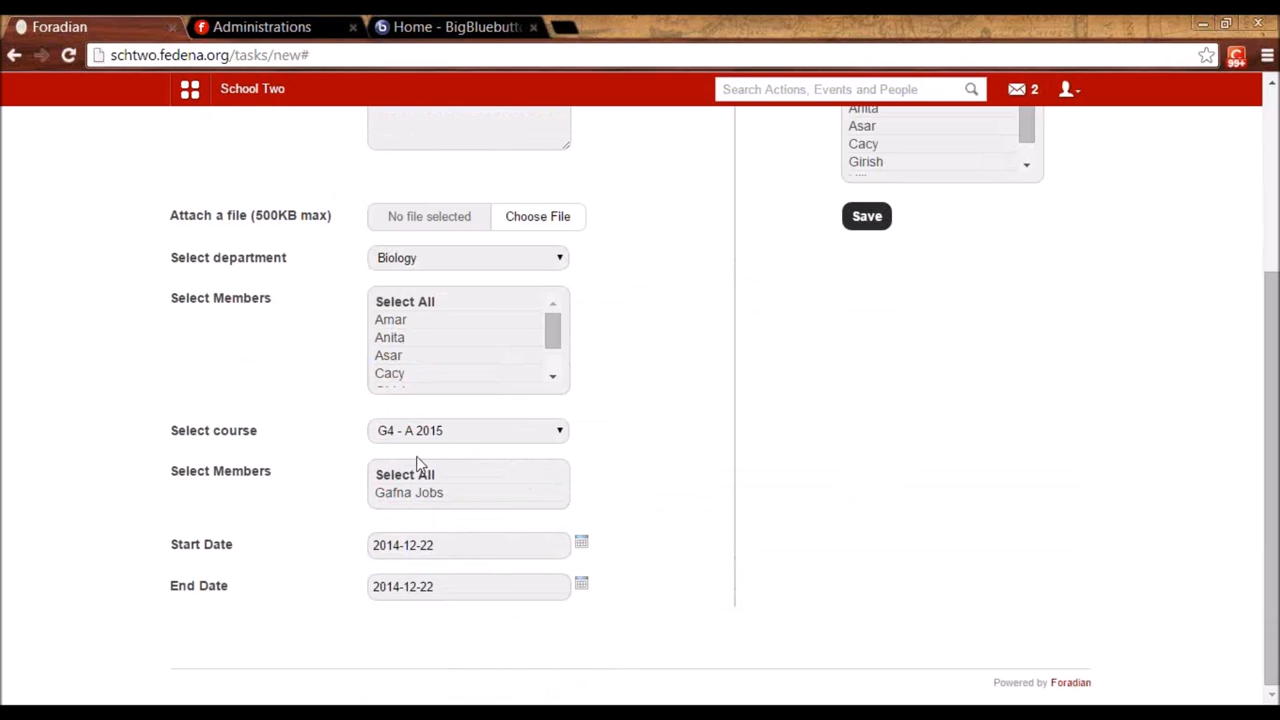 Foradian
Administrations
Home - BigBluebutto
schtwo.fedena.org/tasks/new#
99+
School Two
Search Actions, Events and People
2
Anita
Asar
Cacy
Girish
Attach a file (500KB max)
No file selected
Choose File
Save
Select department
Biology
Select Members
Select All
Amar
Anita
Asar
Cacy
Select course
G4 - A 2015
Select Members
Select All
Gafna Jobs
Start Date
2014-12-22
End Date
2014-12-22
Powered by Foradian